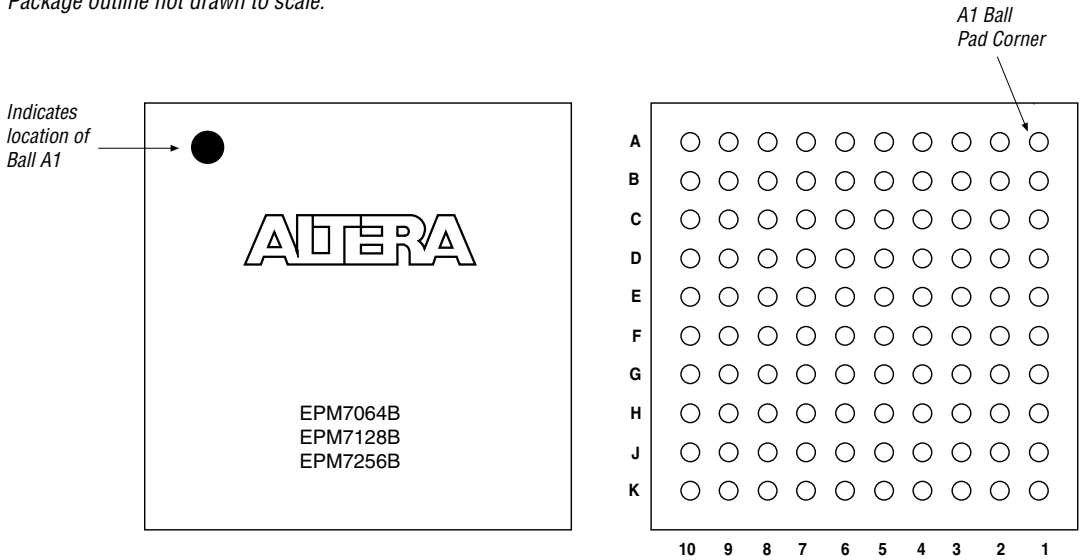 Package outline not drawn to scale.
A1 Ball
Pad Corner
Indicates
location of
Ball A1
ALTERA
EPM7064B
EPM7128B
EPM7256B
A
B
C
D
E
F
G
H
J
K
10 9 8 7 6 5 4 3 2 1